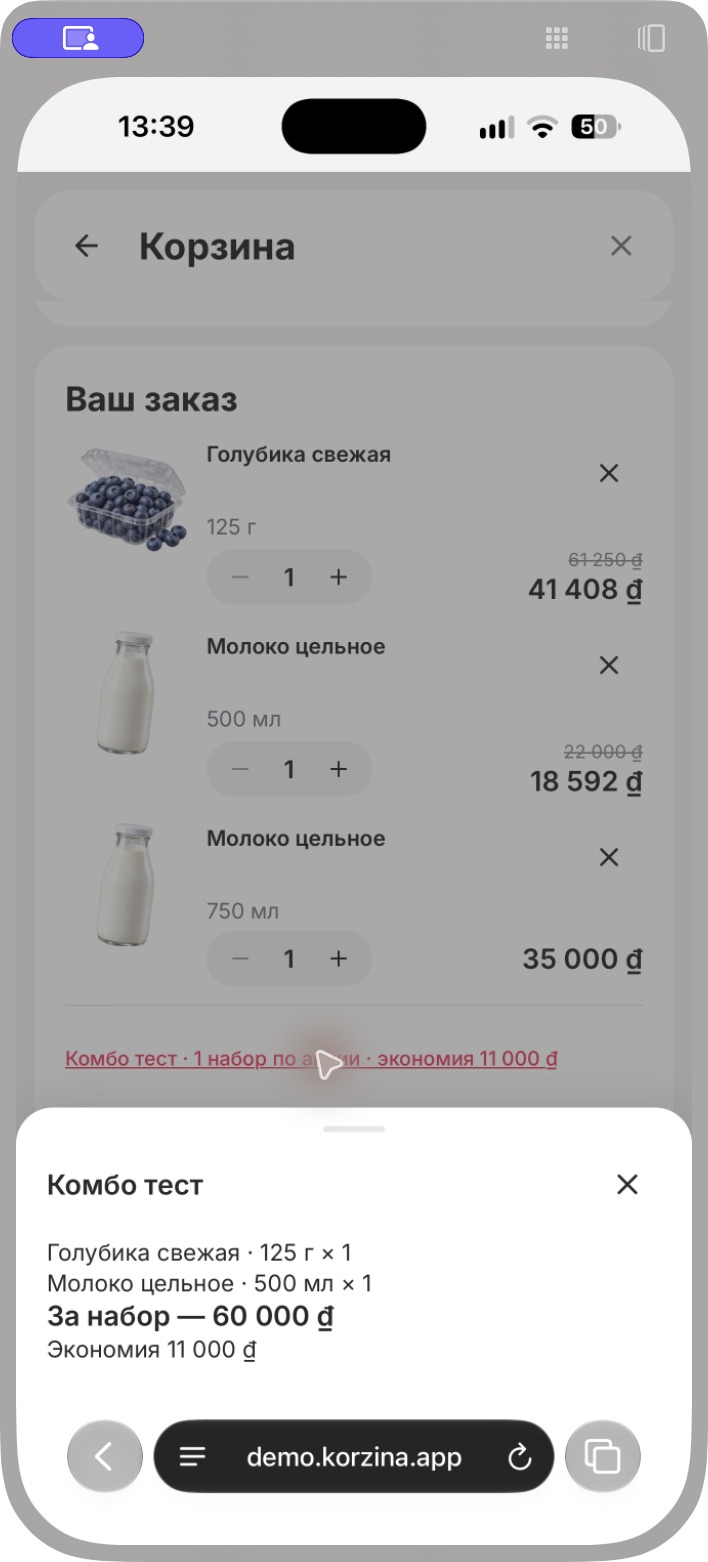 13:39
50
Корзина
Ваш заказ
Голубика свежая
125 г
61 250 ₫
1
41 408 ₫
Молоко цельное
500 мл
22 000 ₫
1
18 592 ₫
Молоко цельное
750 мл
1
35 000 ₫
Комбо тест · 1 набор по ии · экономия 11 000 ₫
Комбо тест
Голубика свежая · 125 г × 1
Молоко цельное · 500 мл × 1
За набор — 60 000 ₫
Экономия 11 000 ₫
demo.korzina.app